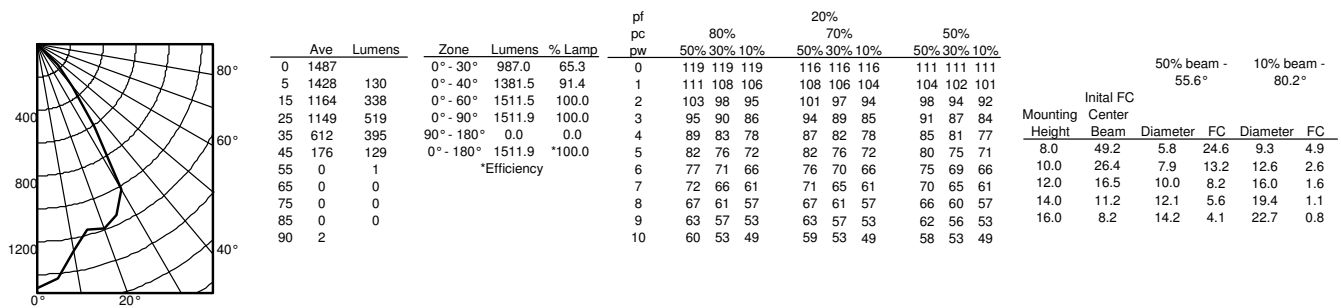 80°
400
60°
800
1200
40°
0°
20°
Ave Lumens
0 1487
5 1428 130
15 1164 338
25 1149 519
35 612 395
45 176 129
55 0 1
65 0 0
75 0 0
85 0 0
90 2
Zone Lumens % Lamp
0° - 30° 987.0 65.3
0° - 40° 1381.5 91.4
0° - 60° 1511.5 100.0
0° - 90° 1511.9 100.0
90° - 180° 0.0 0.0
0° - 180° 1511.9 *100.0
*Efficiency
pf 20%
pc 80% 70% 50%
pw 50% 30% 10% 50% 30% 10% 50% 30% 10%
0 119 119 119 116 116 116 111 111 111
1 111 108 106 108 106 104 104 102 101
2 103 98 95 101 97 94 98 94 92
3 95 90 86 94 89 85 91 87 84
4 89 83 78 87 82 78 85 81 77
5 82 76 72 82 76 72 80 75 71
6 77 71 66 76 70 66 75 69 66
7 72 66 61 71 65 61 70 65 61
8 67 61 57 67 61 57 66 60 57
9 63 57 53 63 57 53 62 56 53
10 60 53 49 59 53 49 58 53 49
50% beam - 10% beam -
55.6° 80.2°
Inital FC
Mounting Center
Height Beam Diameter FC Diameter FC
8.0 49.2 5.8 24.6 9.3 4.9
10.0 26.4 7.9 13.2 12.6 2.6
12.0 16.5 10.0 8.2 16.0 1.6
14.0 11.2 12.1 5.6 19.4 1.1
16.0 8.2 14.2 4.1 22.7 0.8